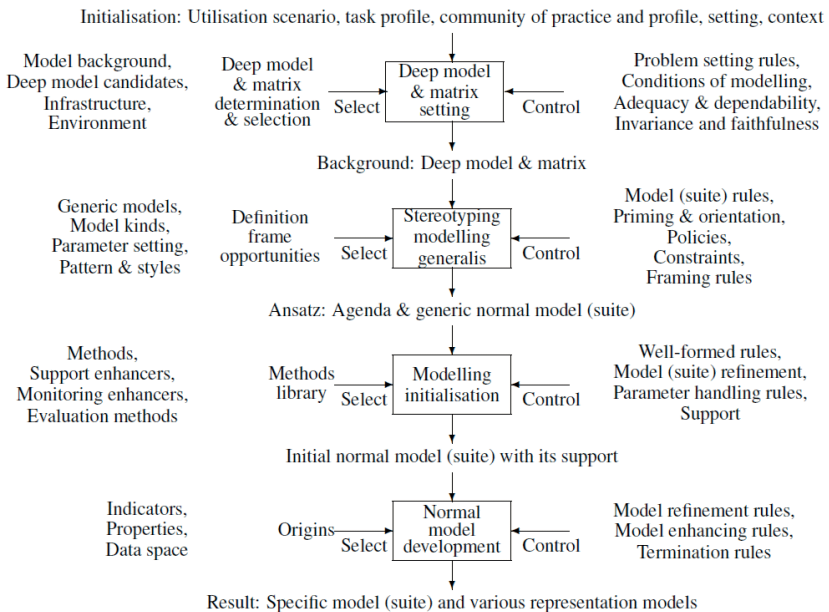 Initialisation: Utilisation scenario, task profile, community of practice and profile, setting, context
Model background,
Deep model candidates,
Infrastructure,
Environment
Deep model
& matrix
determination
& selection
Select
Deep model
& matrix
setting
Control
Problem setting rules,
Conditions of modelling,
Adequacy & dependability,
Invariance and faithfulness
Background: Deep model & matrix
Generic models,
Model kinds,
Parameter setting,
Pattern & styles
Definition
frame
opportunities
Select
Stereotyping
modelling
generalis
Control
Model (suite) rules,
Priming & orientation,
Policies,
Constraints,
Framing rules
Ansatz: Agenda & generic normal model (suite)
Methods,
Support enhancers,
Monitoring enhancers,
Evaluation methods
Methods
library
Select
Modelling
initialisation
Control
Well-formed rules,
Model (suite) refinement,
Parameter handling rules,
Support
Initial normal model (suite) with its support
Indicators,
Properties,
Data space
Origins
Select
Normal
model
development
Control
Model refinement rules,
Model enhancing rules,
Termination rules
Result: Specific model (suite) and various representation models